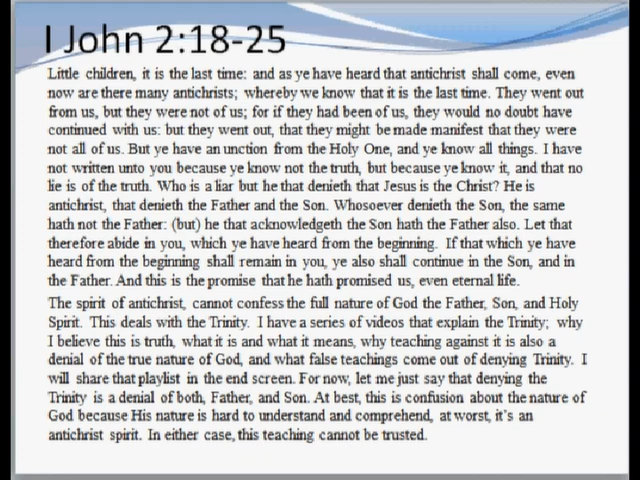 I John 2:18-25
Little children, it is the last time: and as ye have heard that antichrist shall come, even
now are there many antichrists; whereby we know that it is the last time. They went out
from us, but they were not of us; for if they had been of us, they would no doubt have
continued with us: but they went out, that they might be made manifest that they were
not all of us. But ye have an unction from the Holy One, and ye know all things. I have
not written unto you because ye know not the truth, but because ye know it, and that no
lie is of the truth. Who is a liar but he that denieth that Jesus is the Christ? He is
antichrist, that denieth the Father and the Son. Whosoever denieth the Son, the same
hath not the Father: (but) he that acknowledgeth the Son hath the Father also. Let that
therefore abide in you, which ye have heard from the beginning. If that which ye have
heard from the beginning shall remain in you, ye also shall continue in the Son, and in
the Father. And this is the promise that he hath promised us, even eternal life.
The spirit of antichrist, cannot confess the full nature of God the Father, Son, and Holy
Spirit. This deals with the Trinity. I have a series of videos that explain the Trinity; why
I believe this is truth, what it is and what it means, why teaching against it is also a
denial of the true nature of God, and what false teachings come out of denying Trinity. I
will share that playlist in the end screen. For now, let me just say that denying the
Trinity is a denial of both, Father, and Son. At best, this is confusion about the nature of
God because His nature is hard to understand and comprehend, at worst, it's an
antichrist spirit. In either case, this teaching cannot be trusted.